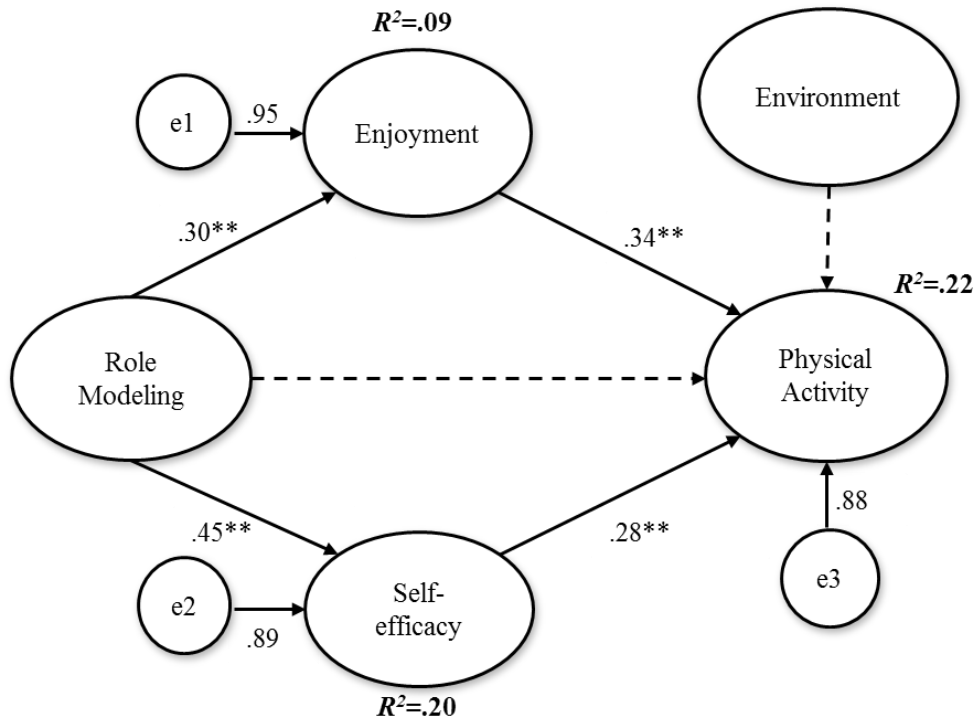 R²=.09
Environment
e1
.95
Enjoyment
.30**
.34**
R²=.22
Role
Modeling
Physical
Activity
.45**
.28**
.88
e2
.89
Self-
efficacy
e3
R²=.20